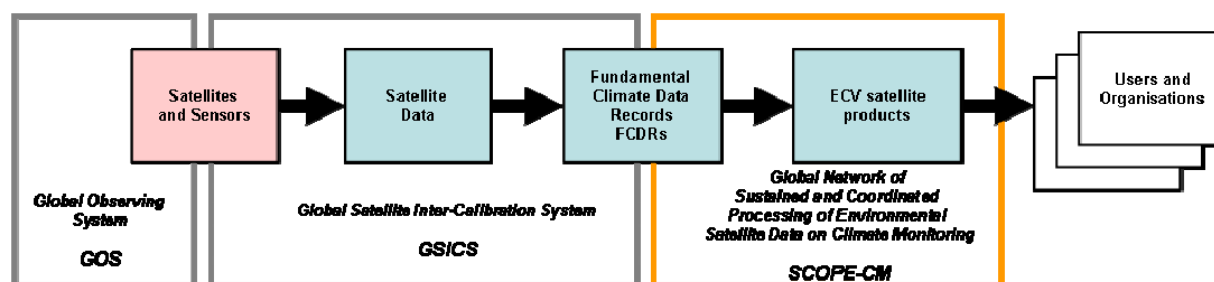 Satellites
and Sensors
Satellite
Data
Fundamental
Climate Data
Records
FCDRs
ECV satellite
products
Users and
Organisations
Global Observing
System
GOS
Global Satellite Inter-Calibration System
GSICS
Global Network of
Sustained and Coordinated
Processing of Environmental
Satellite Data on Climate Monitoring
SCOPE-CM